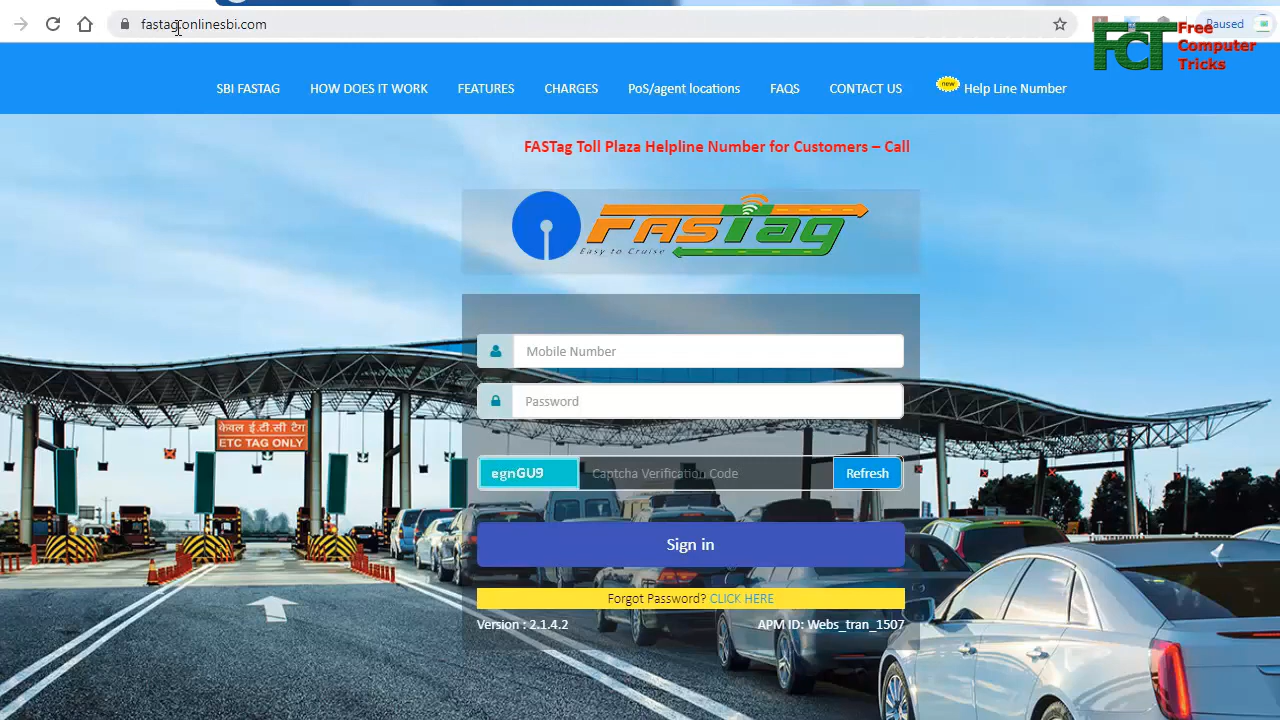 fastag.onlinesbi.com
Paused
Free
FCT Computer
Tricks
SBI FASTAG HOW DOES IT WORK FEATURES CHARGES PoS/agent locations FAQS CONTACT US new Help Line Number
FASTag Toll Plaza Helpline Number for Customers – Call
FASTag
Easy to Cruise
Mobile Number
Password
केवल ई.टी.सी टैग
ETC TAG ONLY
egnGU9 Captcha Verification Code Refresh
Sign in
Forgot Password? CLICK HERE
Version : 2.1.4.2 APM ID: Webs_tran_1507